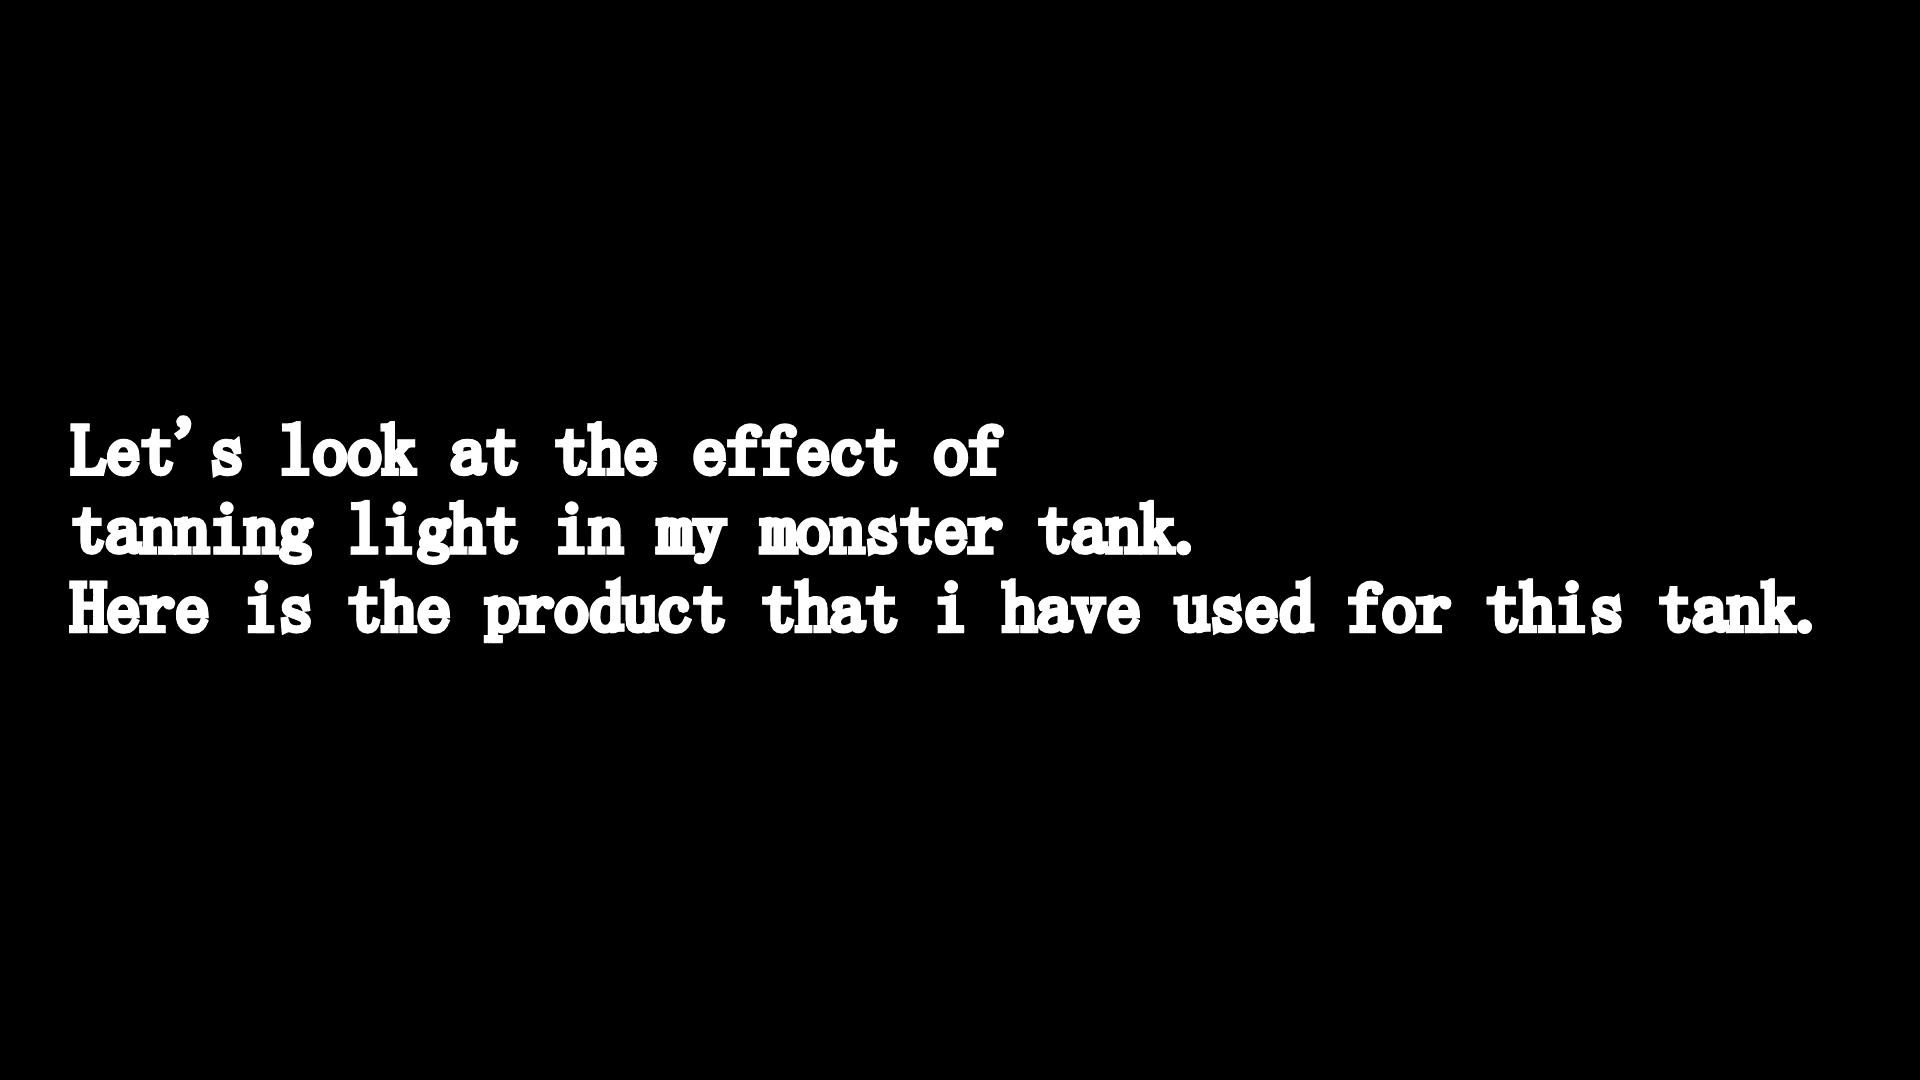 Let's look at the effect of
tanning light in my monster tank.
Here is the product that i have used for this tank.